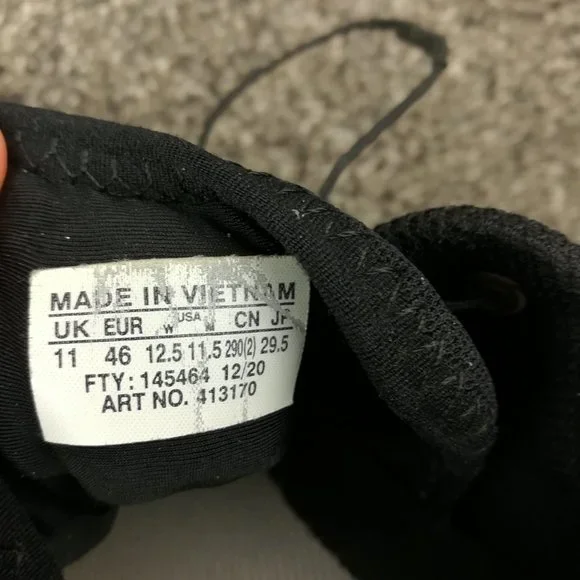 MADE IN VIETNAM
UK EUR W USA M CN JP
11 46 12.5 11.5 290(2) 29.5
FTY: 145464 12/20
ART NO. 413170